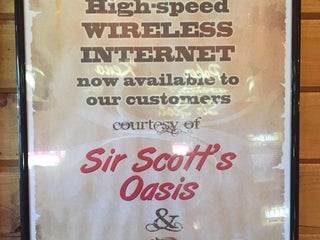 High-speed
WIRELESS
INTERNET
now available to
our customers
courtesy of
Sir Scott's
Oasis
&